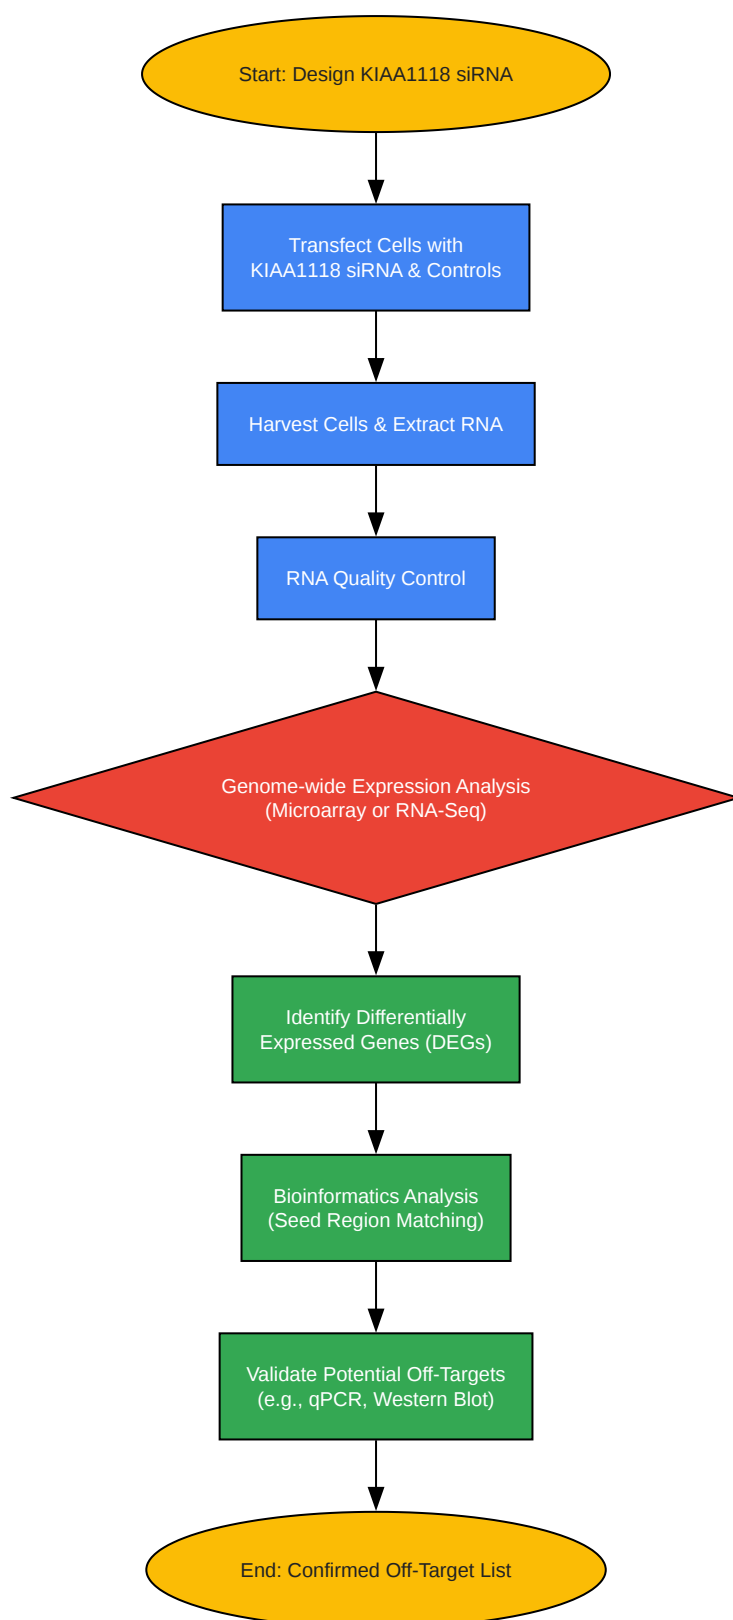 Start: Design KIAA1118 siRNA
Transfect Cells with
KIAA1118 siRNA & Controls
Harvest Cells & Extract RNA
RNA Quality Control
Genome-wide Expression Analysis
(Microarray or RNA-Seq)
Identify Differentially
Expressed Genes (DEGs)
Bioinformatics Analysis
(Seed Region Matching)
Validate Potential Off-Targets
(e.g., qPCR, Western Blot)
End: Confirmed Off-Target List